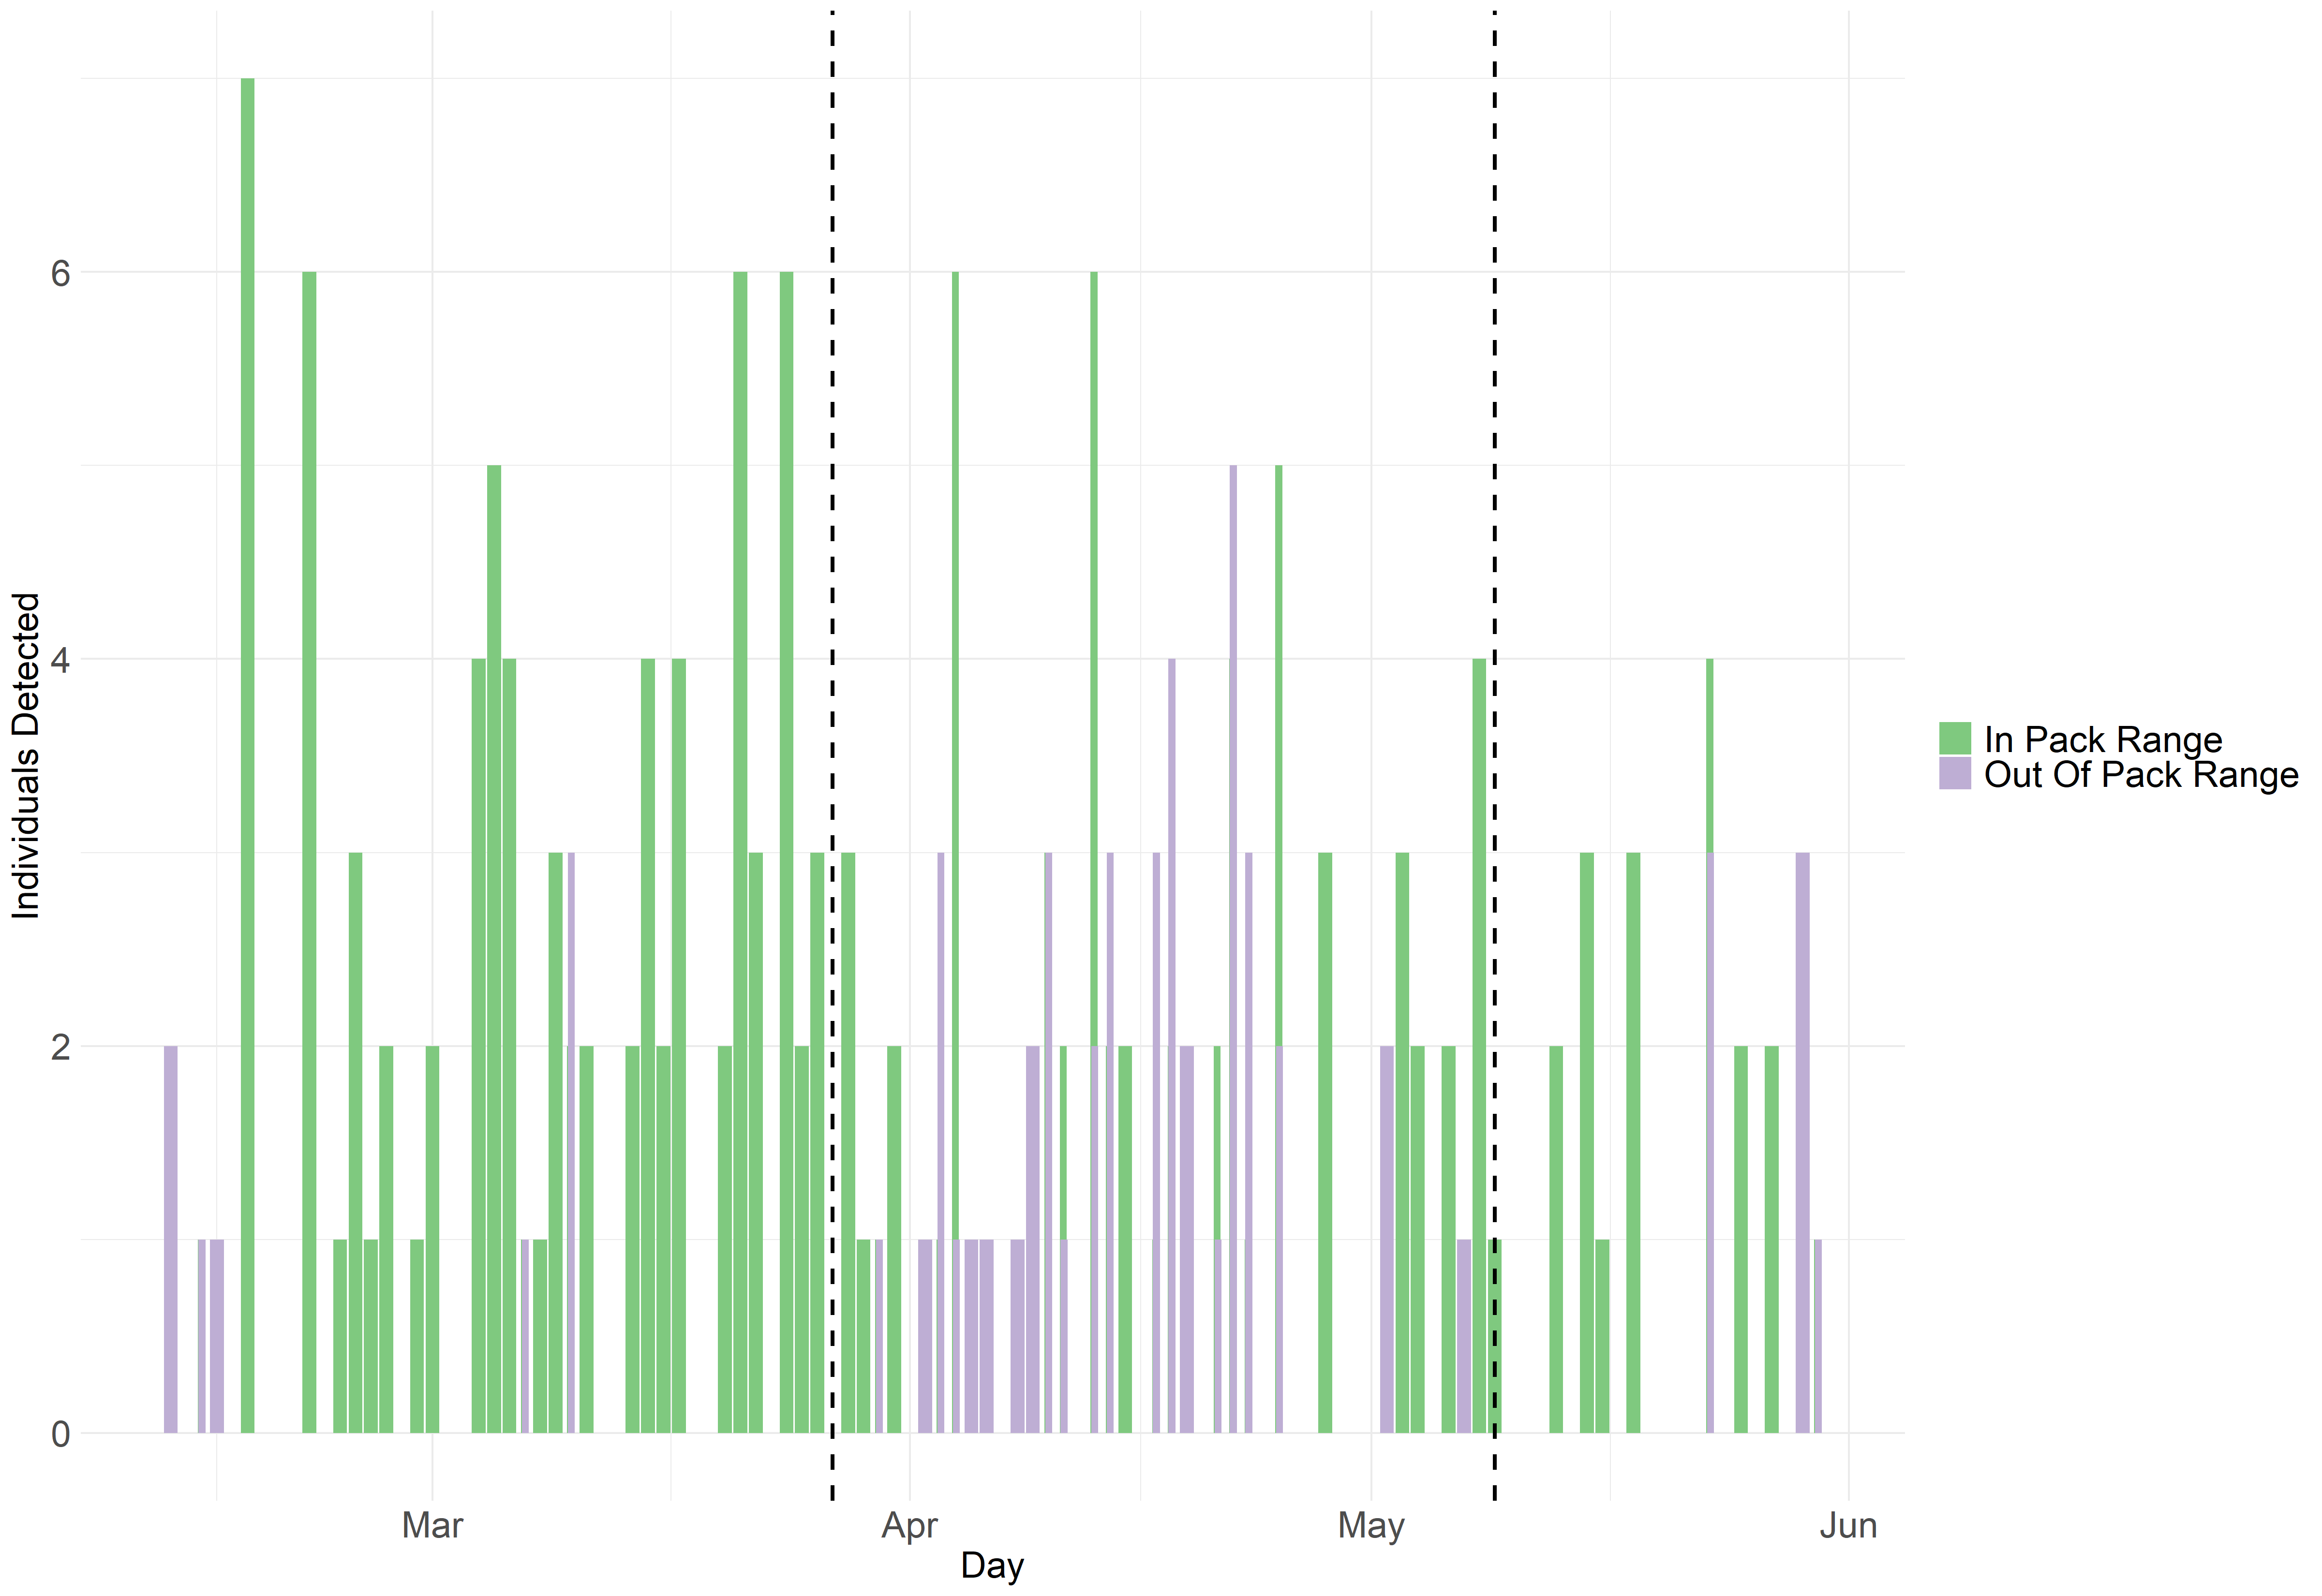 6
4
2
0
Individuals Detected
Mar
Apr
May
Jun
Day
In Pack Range
Out Of Pack Range